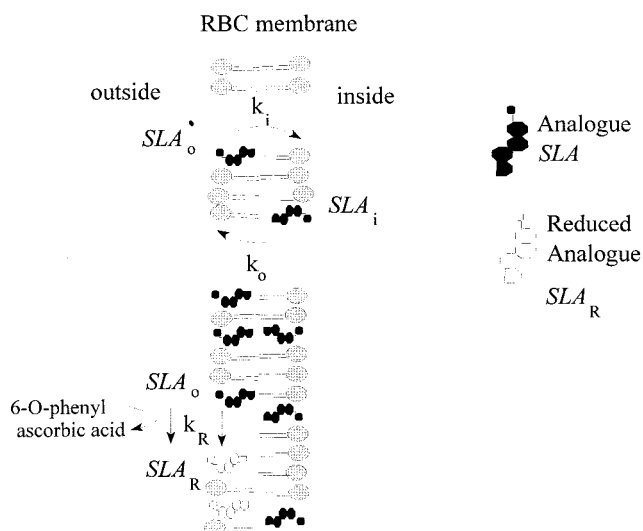 RBC membrane
outside
inside
k i
SLA o
SLA i
k o
Analogue
SLA
Reduced
Analogue
SLA R
SLA o
6-O-phenyl
ascorbic acid
k R
SLA R